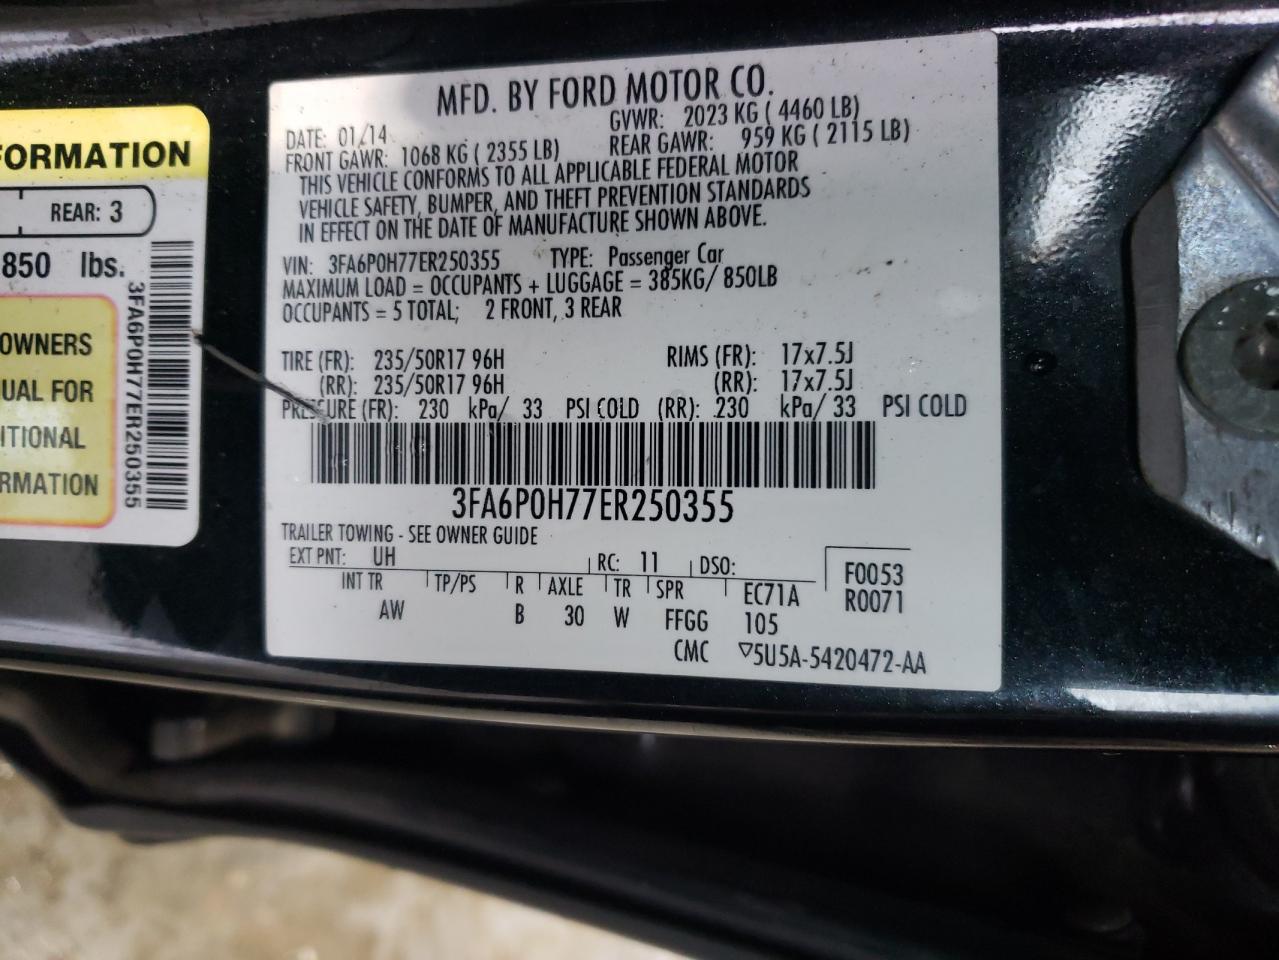 FORMATION
REAR: 3
850 lbs.
OWNERS
UAL FOR
ITIONAL
RMATION
3FA6P0H77ER250355
MFD. BY FORD MOTOR CO.
DATE: 01/14 GVWR: 2023 KG ( 4460 LB)
FRONT GAWR: 1068 KG ( 2355 LB) REAR GAWR: 959 KG ( 2115 LB)
THIS VEHICLE CONFORMS TO ALL APPLICABLE FEDERAL MOTOR
VEHICLE SAFETY, BUMPER, AND THEFT PREVENTION STANDARDS
IN EFFECT ON THE DATE OF MANUFACTURE SHOWN ABOVE.
VIN: 3FA6P0H77ER250355 TYPE: Passenger Car
MAXIMUM LOAD = OCCUPANTS + LUGGAGE = 385KG/ 850LB
OCCUPANTS = 5 TOTAL; 2 FRONT, 3 REAR
TIRE (FR): 235/50R17 96H RIMS (FR): 17x7.5J
(RR): 235/50R17 96H (RR): 17x7.5J
PRESSURE (FR): 230 kPa/ 33 PSI COLD (RR): 230 kPa/ 33 PSI COLD
3FA6P0H77ER250355
TRAILER TOWING - SEE OWNER GUIDE
EXT PNT: UH RC: 11 DSO: F0053
INT TR TP/PS R AXLE TR SPR EC71A R0071
AW B 30 W FFGG 105
CMC ▽5U5A-5420472-AA